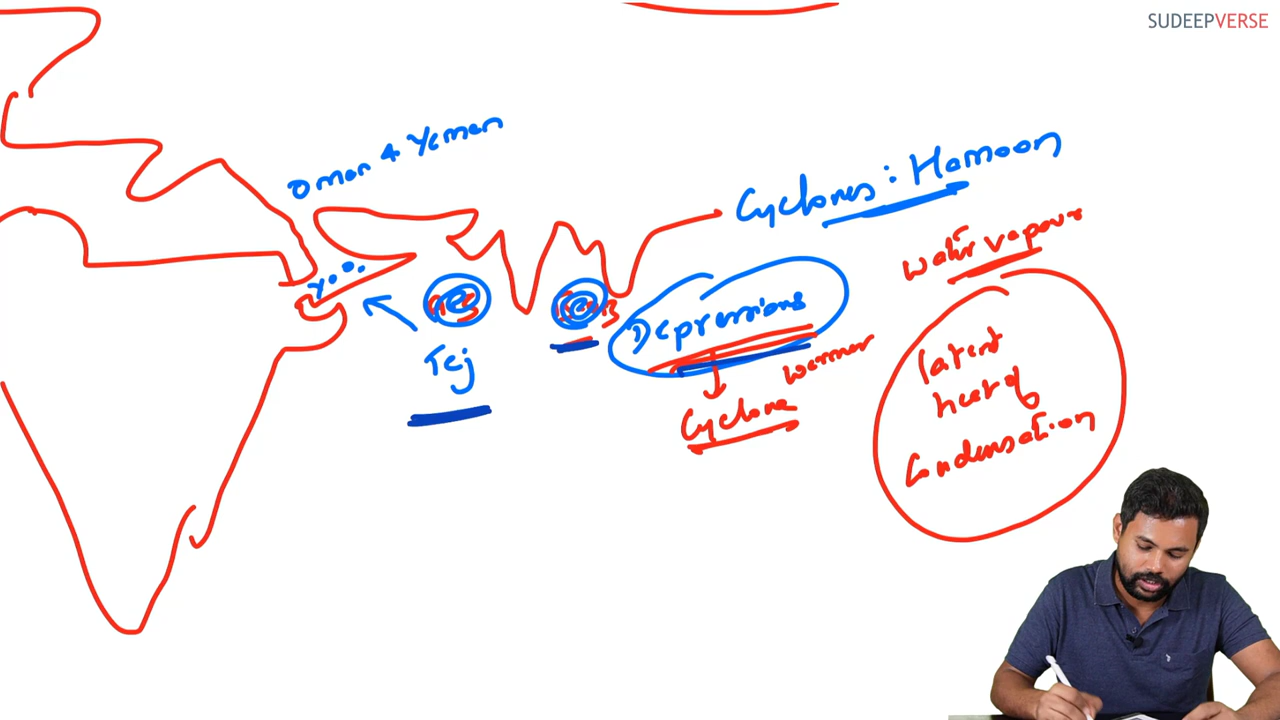 SUDEEPVERSE
Oman & Yemen
Cyclones: Hamoon
water vapour
Depressions
Tej
warmer
Cyclone
latent
heat of
Condensation